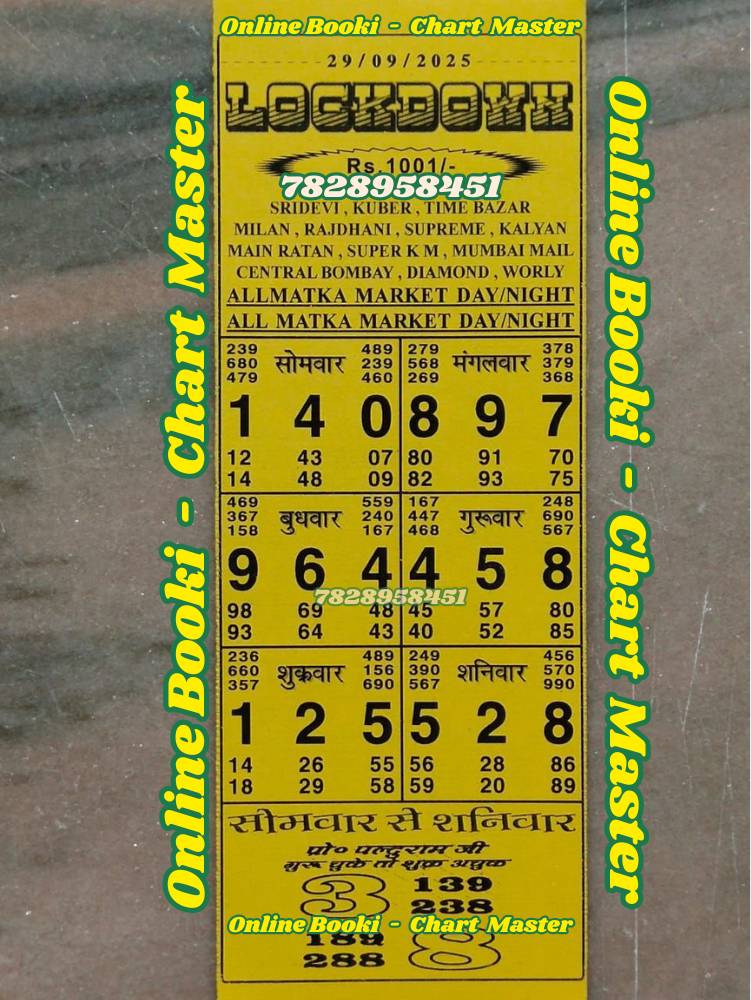 Online Booki - Chart Master
29/09/2025
LOCKDOWN
Rs.1001/-
7828958451
SRIDEVI , KUBER , TIME BAZAR
MILAN , RAJDHANI , SUPREME , KALYAN
MAIN RATAN , SUPER K M , MUMBAI MAIL
CENTRAL BOMBAY , DIAMOND , WORLY
ALLMATKA MARKET DAY/NIGHT
ALL MATKA MARKET DAY/NIGHT
239 489 279 378
680 सोमवार 239 568 मंगलवार 379
479 460 269 368
1 4 0 8 9 7
12 43 07 80 91 70
14 48 09 82 93 75
469 559 167 248
367 बुधवार 240 447 गुरूवार 690
158 167 468 567
9 6 4 4 5 8
7828958451
98 69 48 45 57 80
93 64 43 40 52 85
236 489 249 456
660 शुक्रवार 156 390 शनिवार 570
357 690 567 990
1 2 5 5 2 8
14 26 55 56 28 86
18 29 58 59 20 89
सोमवार से शनिवार
प्रो० पल्टुराम जी
गुरू चुके तो शुक्र अचुक
3 139
238
Online Booki - Chart Master
189 8
288
Online Booki - Chart Master
Online Booki - Chart Master